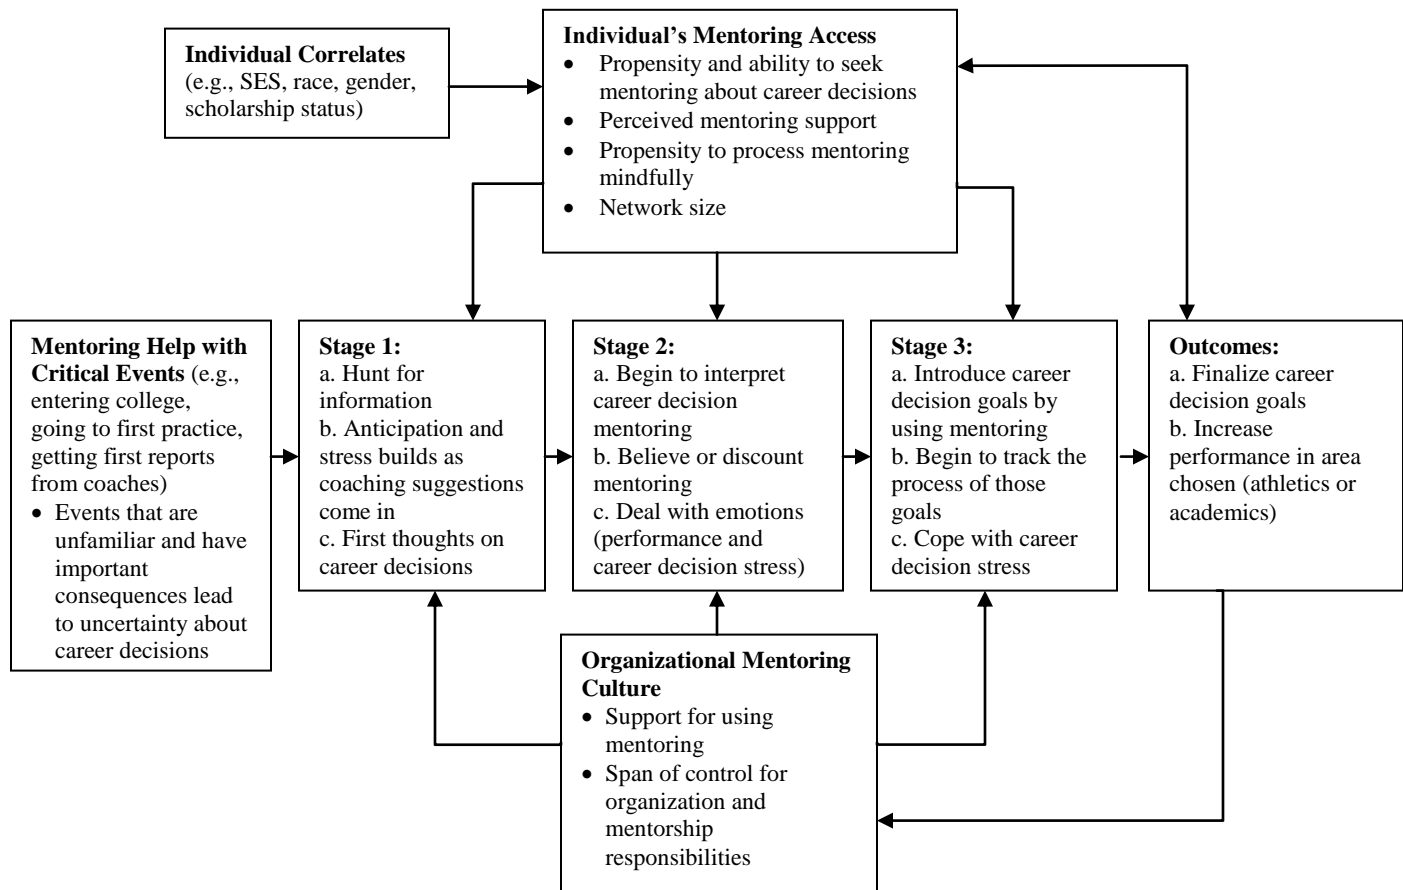 Individual Correlates
(e.g., SES, race, gender,
scholarship status)
Individual’s Mentoring Access
• Propensity and ability to seek
mentoring about career decisions
• Perceived mentoring support
• Propensity to process mentoring
mindfully
• Network size
Mentoring Help with
Critical Events (e.g.,
entering college,
going to first practice,
getting first reports
from coaches)
• Events that are
unfamiliar and have
important
consequences lead
to uncertainty about
career decisions
Stage 1:
a. Hunt for
information
b. Anticipation and
stress builds as
coaching suggestions
come in
c. First thoughts on
career decisions
Stage 2:
a. Begin to interpret
career decision
mentoring
b. Believe or discount
mentoring
c. Deal with emotions
(performance and
career decision stress)
Stage 3:
a. Introduce career
decision goals by
using mentoring
b. Begin to track the
process of those
goals
c. Cope with career
decision stress
Outcomes:
a. Finalize career
decision goals
b. Increase
performance in area
chosen (athletics or
academics)
Organizational Mentoring
Culture
• Support for using
mentoring
• Span of control for
organization and
mentorship
responsibilities